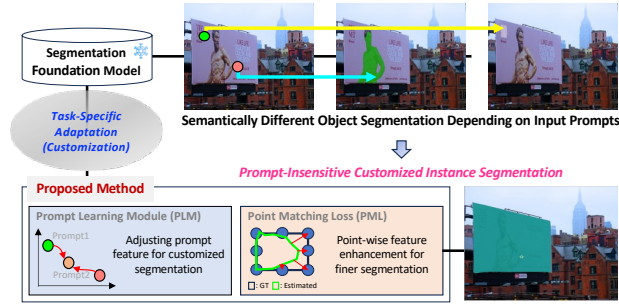 Segmentation
Foundation Model
Task-Specific
Adaptation
(Customization)
Semantically Different Object Segmentation Depending on Input Prompts
Prompt-Insensitive Customized Instance Segmentation
Proposed Method
Prompt Learning Module (PLM)
Prompt1
Prompt2
Adjusting prompt
feature for customized
segmentation
Point Matching Loss (PML)
: GT : Estimated
Point-wise feature
enhancement for
finer segmentation